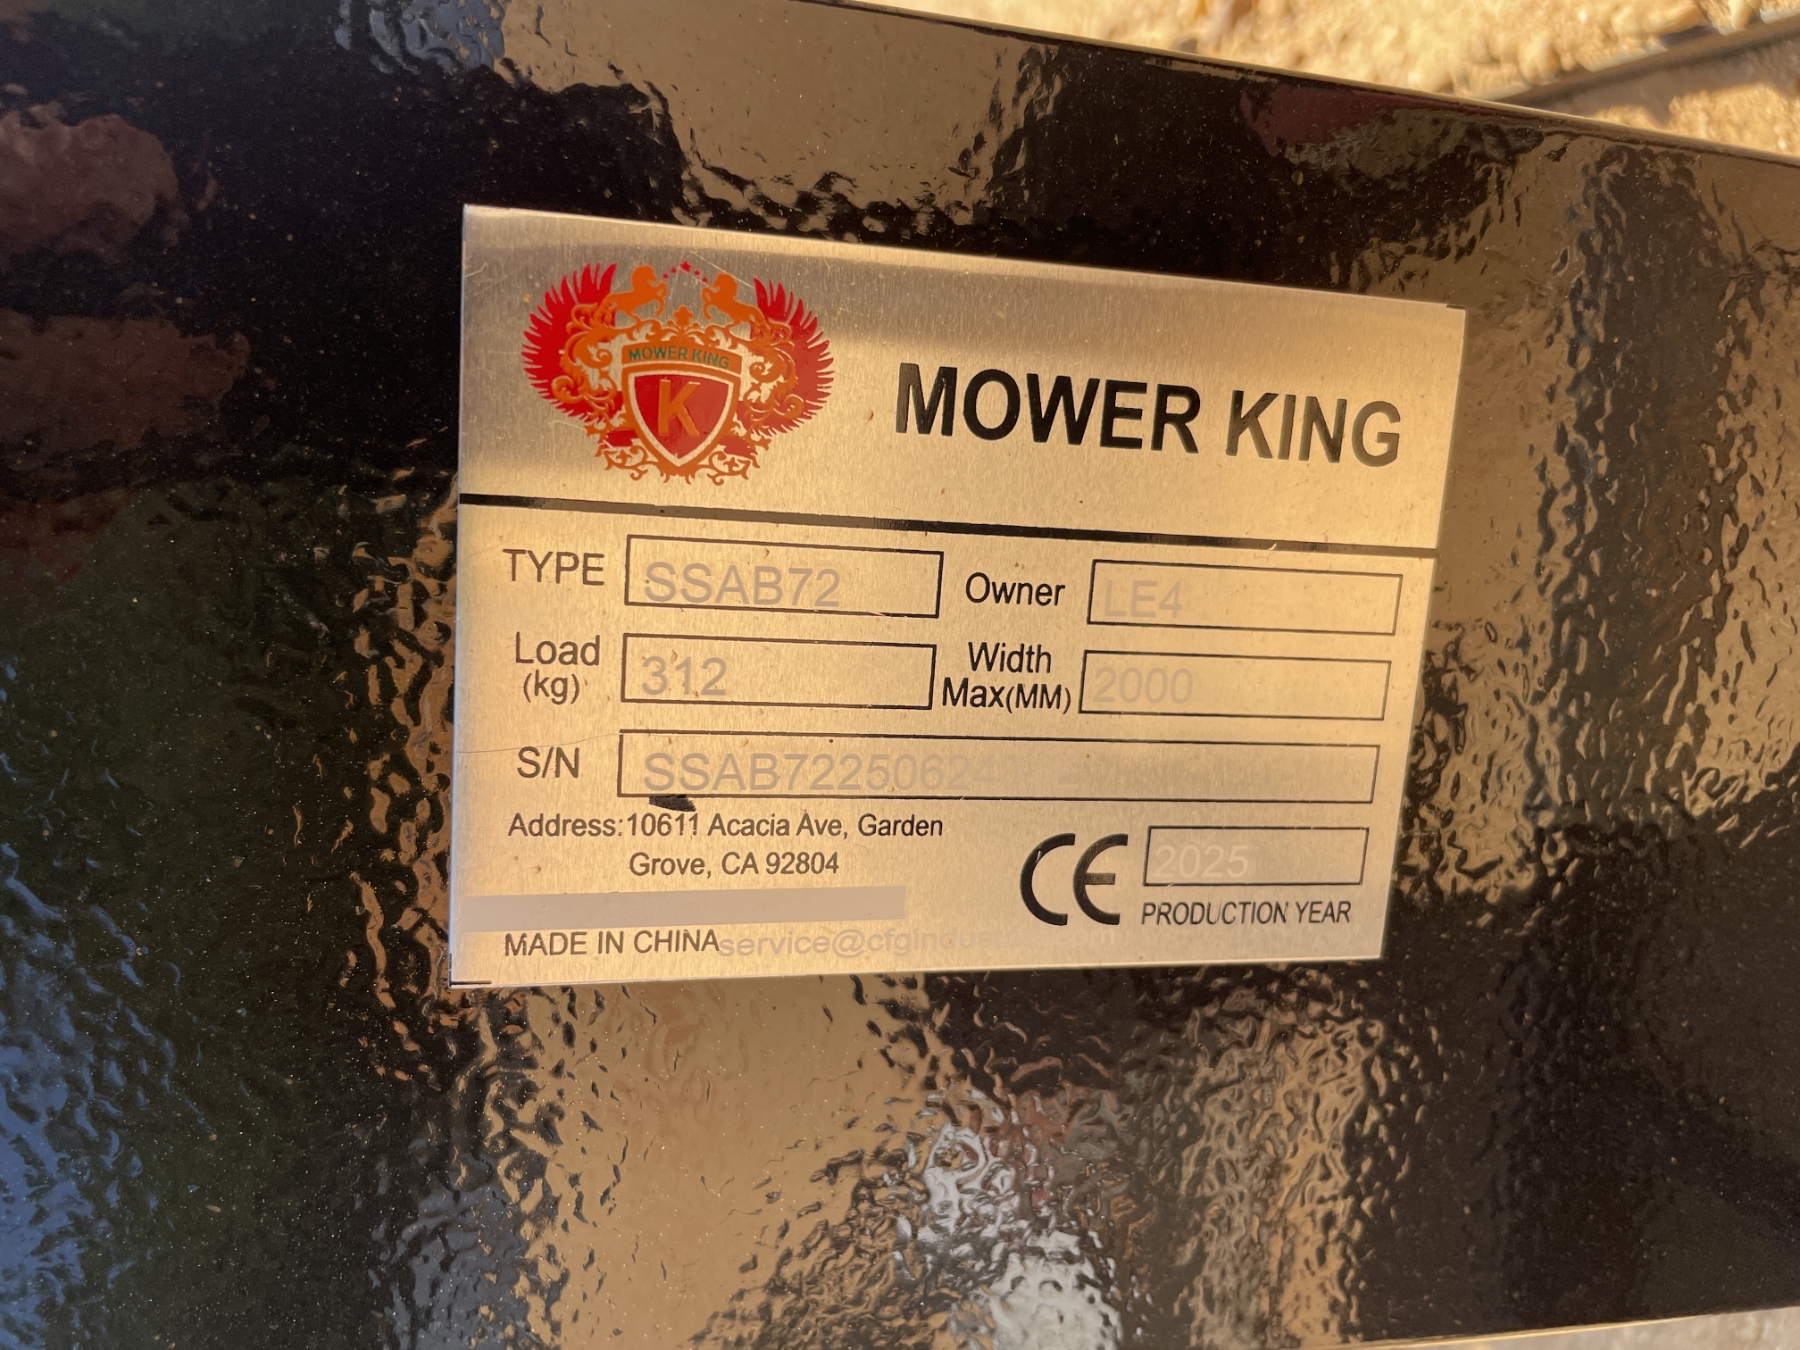 MOWER KING
K
MOWER KING
TYPE SSAB72 Owner LE4
Load (kg) 312 Width Max(MM) 2000
S/N SSAB72250624
Address:10611 Acacia Ave, Garden
Grove, CA 92804
CE 2025
PRODUCTION YEAR
MADE IN CHINA